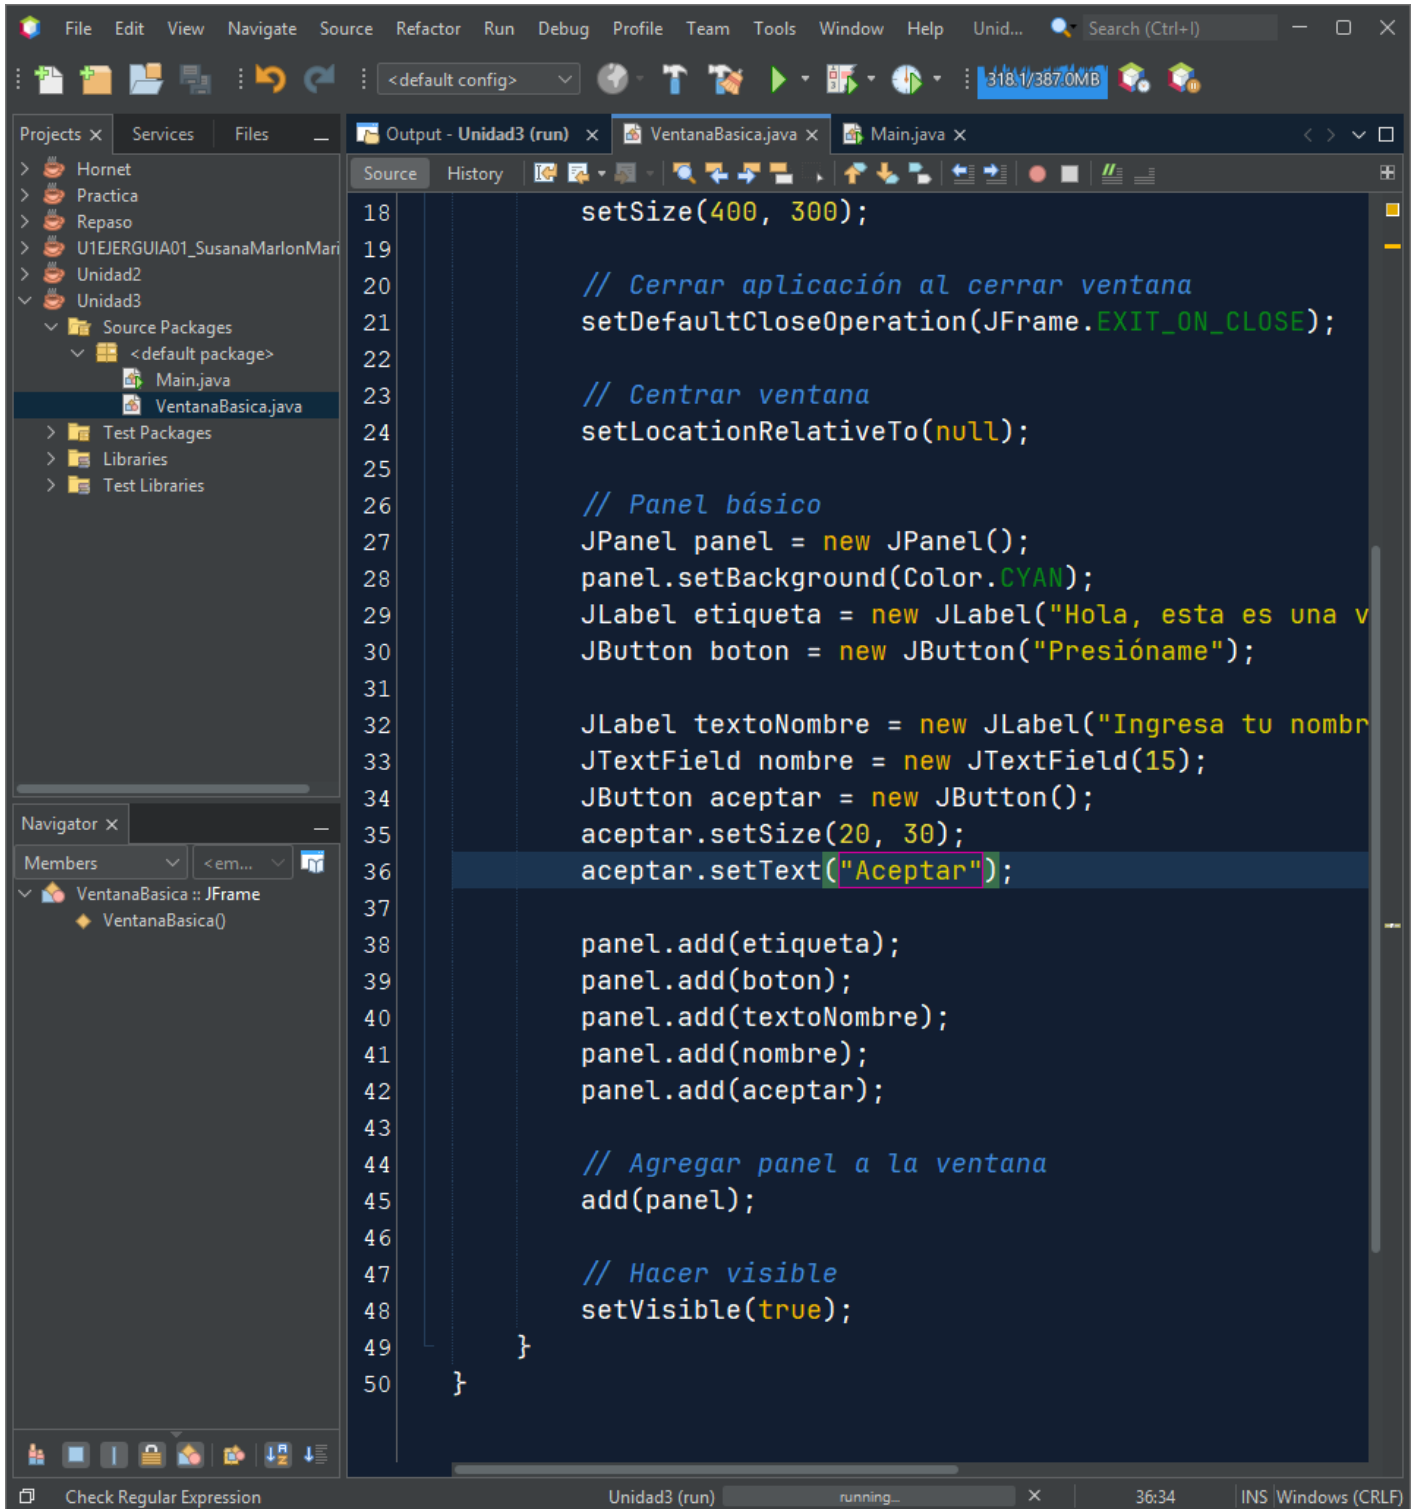 File Edit View Navigate Source Refactor Run Debug Profile Team Tools Window Help Unid... Search (Ctrl+I)
<default config> 318.1/387.0MB
Projects Services Files
Output - Unidad3 (run) VentanaBasica.java Main.java
Source History
Hornet
Practica
Repaso
U1EJERGUIA01_SusanaMarlonMari
Unidad2
Unidad3
Source Packages
<default package>
Main.java
VentanaBasica.java
Test Packages
Libraries
Test Libraries
Navigator
Members <em...
VentanaBasica :: JFrame
VentanaBasica()
18 setSize(400, 300);
19
20 // Cerrar aplicación al cerrar ventana
21 setDefaultCloseOperation(JFrame.EXIT_ON_CLOSE);
22
23 // Centrar ventana
24 setLocationRelativeTo(null);
25
26 // Panel básico
27 JPanel panel = new JPanel();
28 panel.setBackground(Color.CYAN);
29 JLabel etiqueta = new JLabel("Hola, esta es una v
30 JButton boton = new JButton("Presióname");
31
32 JLabel textoNombre = new JLabel("Ingresa tu nombr
33 JTextField nombre = new JTextField(15);
34 JButton aceptar = new JButton();
35 aceptar.setSize(20, 30);
36 aceptar.setText("Aceptar");
37
38 panel.add(etiqueta);
39 panel.add(boton);
40 panel.add(textoNombre);
41 panel.add(nombre);
42 panel.add(aceptar);
43
44 // Agregar panel a la ventana
45 add(panel);
46
47 // Hacer visible
48 setVisible(true);
49 }
50 }
Check Regular Expression Unidad3 (run) running... 36:34 INS Windows (CRLF)